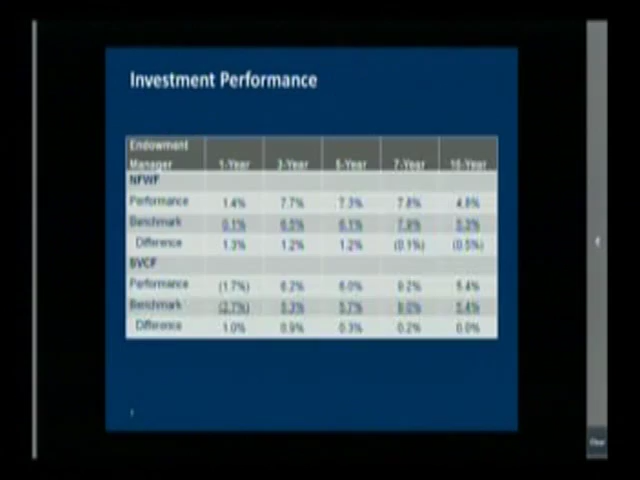 Investment Performance
Endowment
Manager 1-Year 3-Year 5-Year 7-Year 10-Year
NFWF
Performance 1.4% 7.7% 7.3% 7.8% 4.8%
Benchmark 0.1% 6.5% 6.1% 7.9% 5.3%
Difference 1.3% 1.2% 1.2% (0.1%) (0.5%)
SVCF
Performance (1.7%) 6.2% 6.0% 9.2% 5.4%
Benchmark (2.7%) 5.3% 5.7% 9.0% 5.4%
Difference 1.0% 0.9% 0.3% 0.2% 0.0%